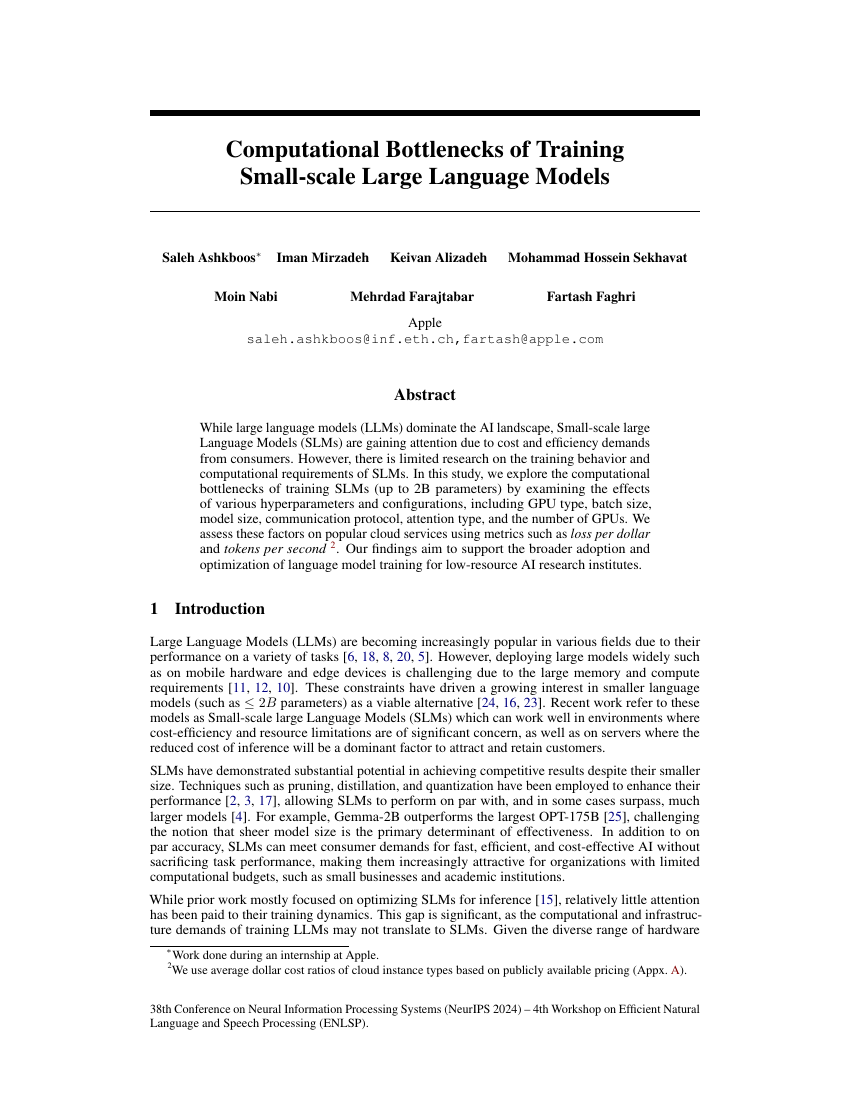 Computational Bottlenecks of Training
Small-scale Large Language Models
Saleh Ashkboos* Iman Mirzadeh Keivan Alizadeh Mohammad Hossein Sekhavat
Moin Nabi Mehrdad Farajtabar Fartash Faghri
Apple
saleh.ashkboos@inf.eth.ch,fartash@apple.com
Abstract
While large language models (LLMs) dominate the AI landscape, Small-scale large
Language Models (SLMs) are gaining attention due to cost and efficiency demands
from consumers. However, there is limited research on the training behavior and
computational requirements of SLMs. In this study, we explore the computational
bottlenecks of training SLMs (up to 2B parameters) by examining the effects
of various hyperparameters and configurations, including GPU type, batch size,
model size, communication protocol, attention type, and the number of GPUs. We
assess these factors on popular cloud services using metrics such as loss per dollar
and tokens per second 2. Our findings aim to support the broader adoption and
optimization of language model training for low-resource AI research institutes.
1 Introduction
Large Language Models (LLMs) are becoming increasingly popular in various fields due to their
performance on a variety of tasks [6, 18, 8, 20, 5]. However, deploying large models widely such
as on mobile hardware and edge devices is challenging due to the large memory and compute
requirements [11, 12, 10]. These constraints have driven a growing interest in smaller language
models (such as ≤ 2B parameters) as a viable alternative [24, 16, 23]. Recent work refer to these
models as Small-scale large Language Models (SLMs) which can work well in environments where
cost-efficiency and resource limitations are of significant concern, as well as on servers where the
reduced cost of inference will be a dominant factor to attract and retain customers.
SLMs have demonstrated substantial potential in achieving competitive results despite their smaller
size. Techniques such as pruning, distillation, and quantization have been employed to enhance their
performance [2, 3, 17], allowing SLMs to perform on par with, and in some cases surpass, much
larger models [4]. For example, Gemma-2B outperforms the largest OPT-175B [25], challenging
the notion that sheer model size is the primary determinant of effectiveness. In addition to on
par accuracy, SLMs can meet consumer demands for fast, efficient, and cost-effective AI without
sacrificing task performance, making them increasingly attractive for organizations with limited
computational budgets, such as small businesses and academic institutions.
While prior work mostly focused on optimizing SLMs for inference [15], relatively little attention
has been paid to their training dynamics. This gap is significant, as the computational and infrastruc-
ture demands of training LLMs may not translate to SLMs. Given the diverse range of hardware
*Work done during an internship at Apple.
2We use average dollar cost ratios of cloud instance types based on publicly available pricing (Appx. A).
38th Conference on Neural Information Processing Systems (NeurIPS 2024) – 4th Workshop on Efficient Natural
Language and Speech Processing (ENLSP).